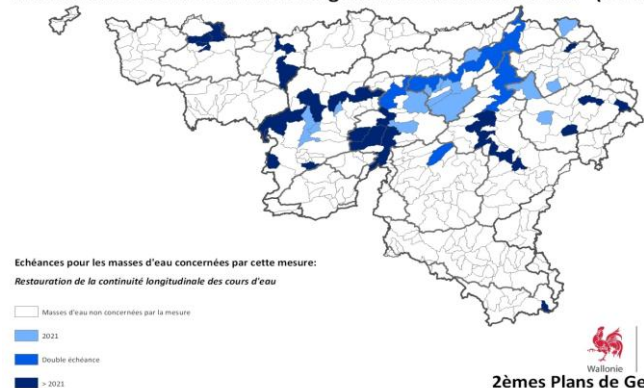 Echéances pour les masses d'eau concernées par cette mesure:
Restauration de la continuité longitudinale des cours d'eau
Masses d'eau non concernées par la mesure
2021
Double échéance
> 2021
Wallonie
2èmes Plans de Ge